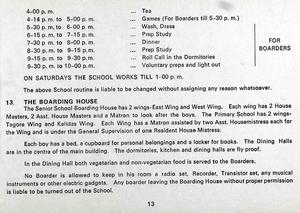 4-00 p. m. ... Tea
4-14 p.m. to 5-00 p. m. ... Games (For Boarders till 5-30 p. m.)
5-00 p.m. to 6-00 p. m. ... Wash, Dress
6-15 p.m. to 7-15 p. m. ... Prep Study
7-30 p.m. to 8-00 p. m. ... Dinner
8-30 p.m. to 9-15 p. m. ... Prep Study
9-15 p.m. to 9-30 p. m. ... Roll Call in the Dormitories
9-30 p.m. to 10-00 p. m. ... Voluntary preps and light out
FOR
BOARDERS
ON SATURDAYS THE SCHOOL WORKS TILL 1-00 p. m.
The above School routine is liable to be changed without assigning any reason whatsoever.
13. THE BOARDING HOUSE
The Senior School Boarding House has 2 wings-East Wing and West Wing. Each wing has 2 House
Masters, 2 Asst. House Masters and a Matron to look after the boys. The Primary School has 2 wings-
Tagore Wing and Kalidas Wing. Each Wing has a Matron assisted by two Asst. Housemistress each for
the Wing and is under the General Supervision of one Resident House Mistress.
Each boy has a bed, a cupboard for personal belongings and a locker for books. The Dining Halls
are in the centre of the main building. The dormitories, kitchen and dining halls are fly proof.
In the Dining Hall both vegetarian and non-vegetarian food is served to the Boarders.
No Boarder is allowed to keep in his room a radio set, Recorder, Transistor set, any musical
instruments or other electric gadgets. Any boarder leaving the Boarding House without proper permission
is liable to be turned out of the School.
13